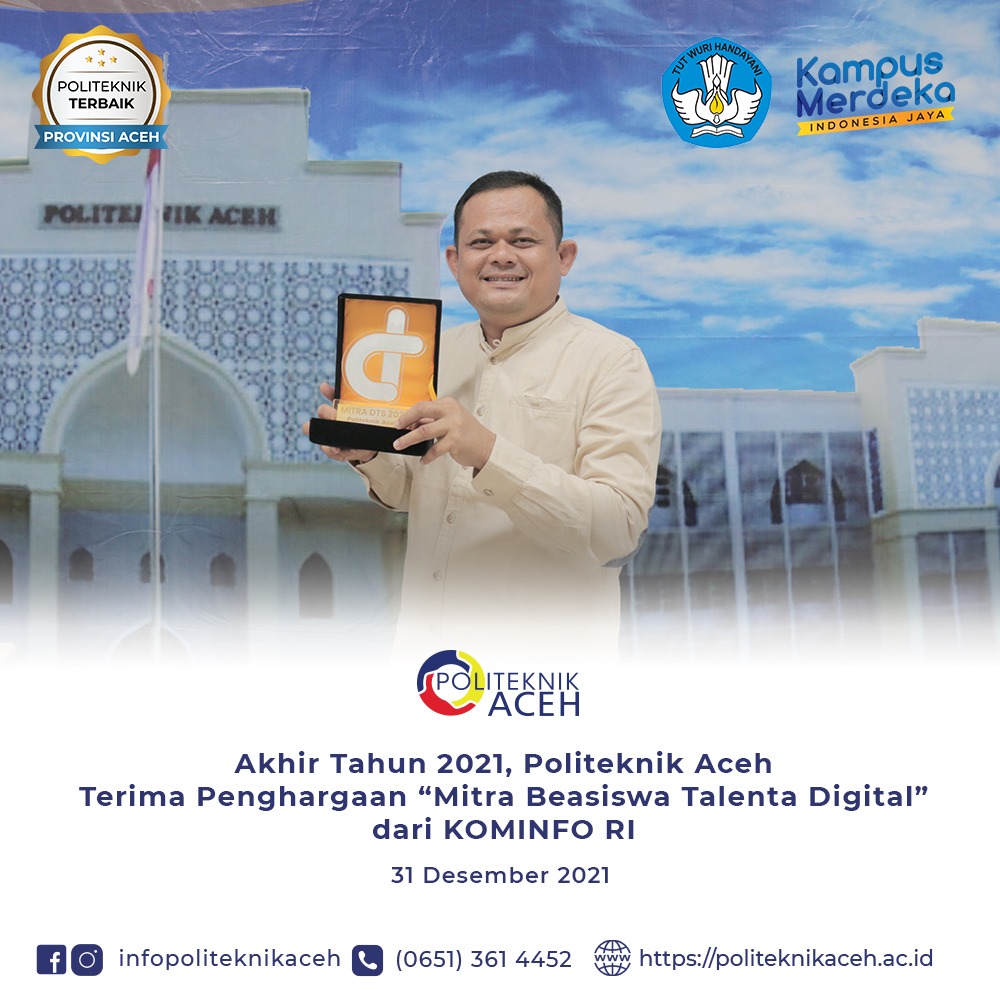 POLITEKNIK
TERBAIK
PROVINSI ACEH
TUT WURI HANDAYANI
Kampus
Merdeka
INDONESIA JAYA
POLITEKNIK ACEH
MITRA DTS
POLITEKNIK
ACEH
Akhir Tahun 2021, Politeknik Aceh
Terima Penghargaan “Mitra Beasiswa Talenta Digital”
dari KOMINFO RI
31 Desember 2021
infopoliteknikaceh (0651) 361 4452 https://politeknikaceh.ac.id